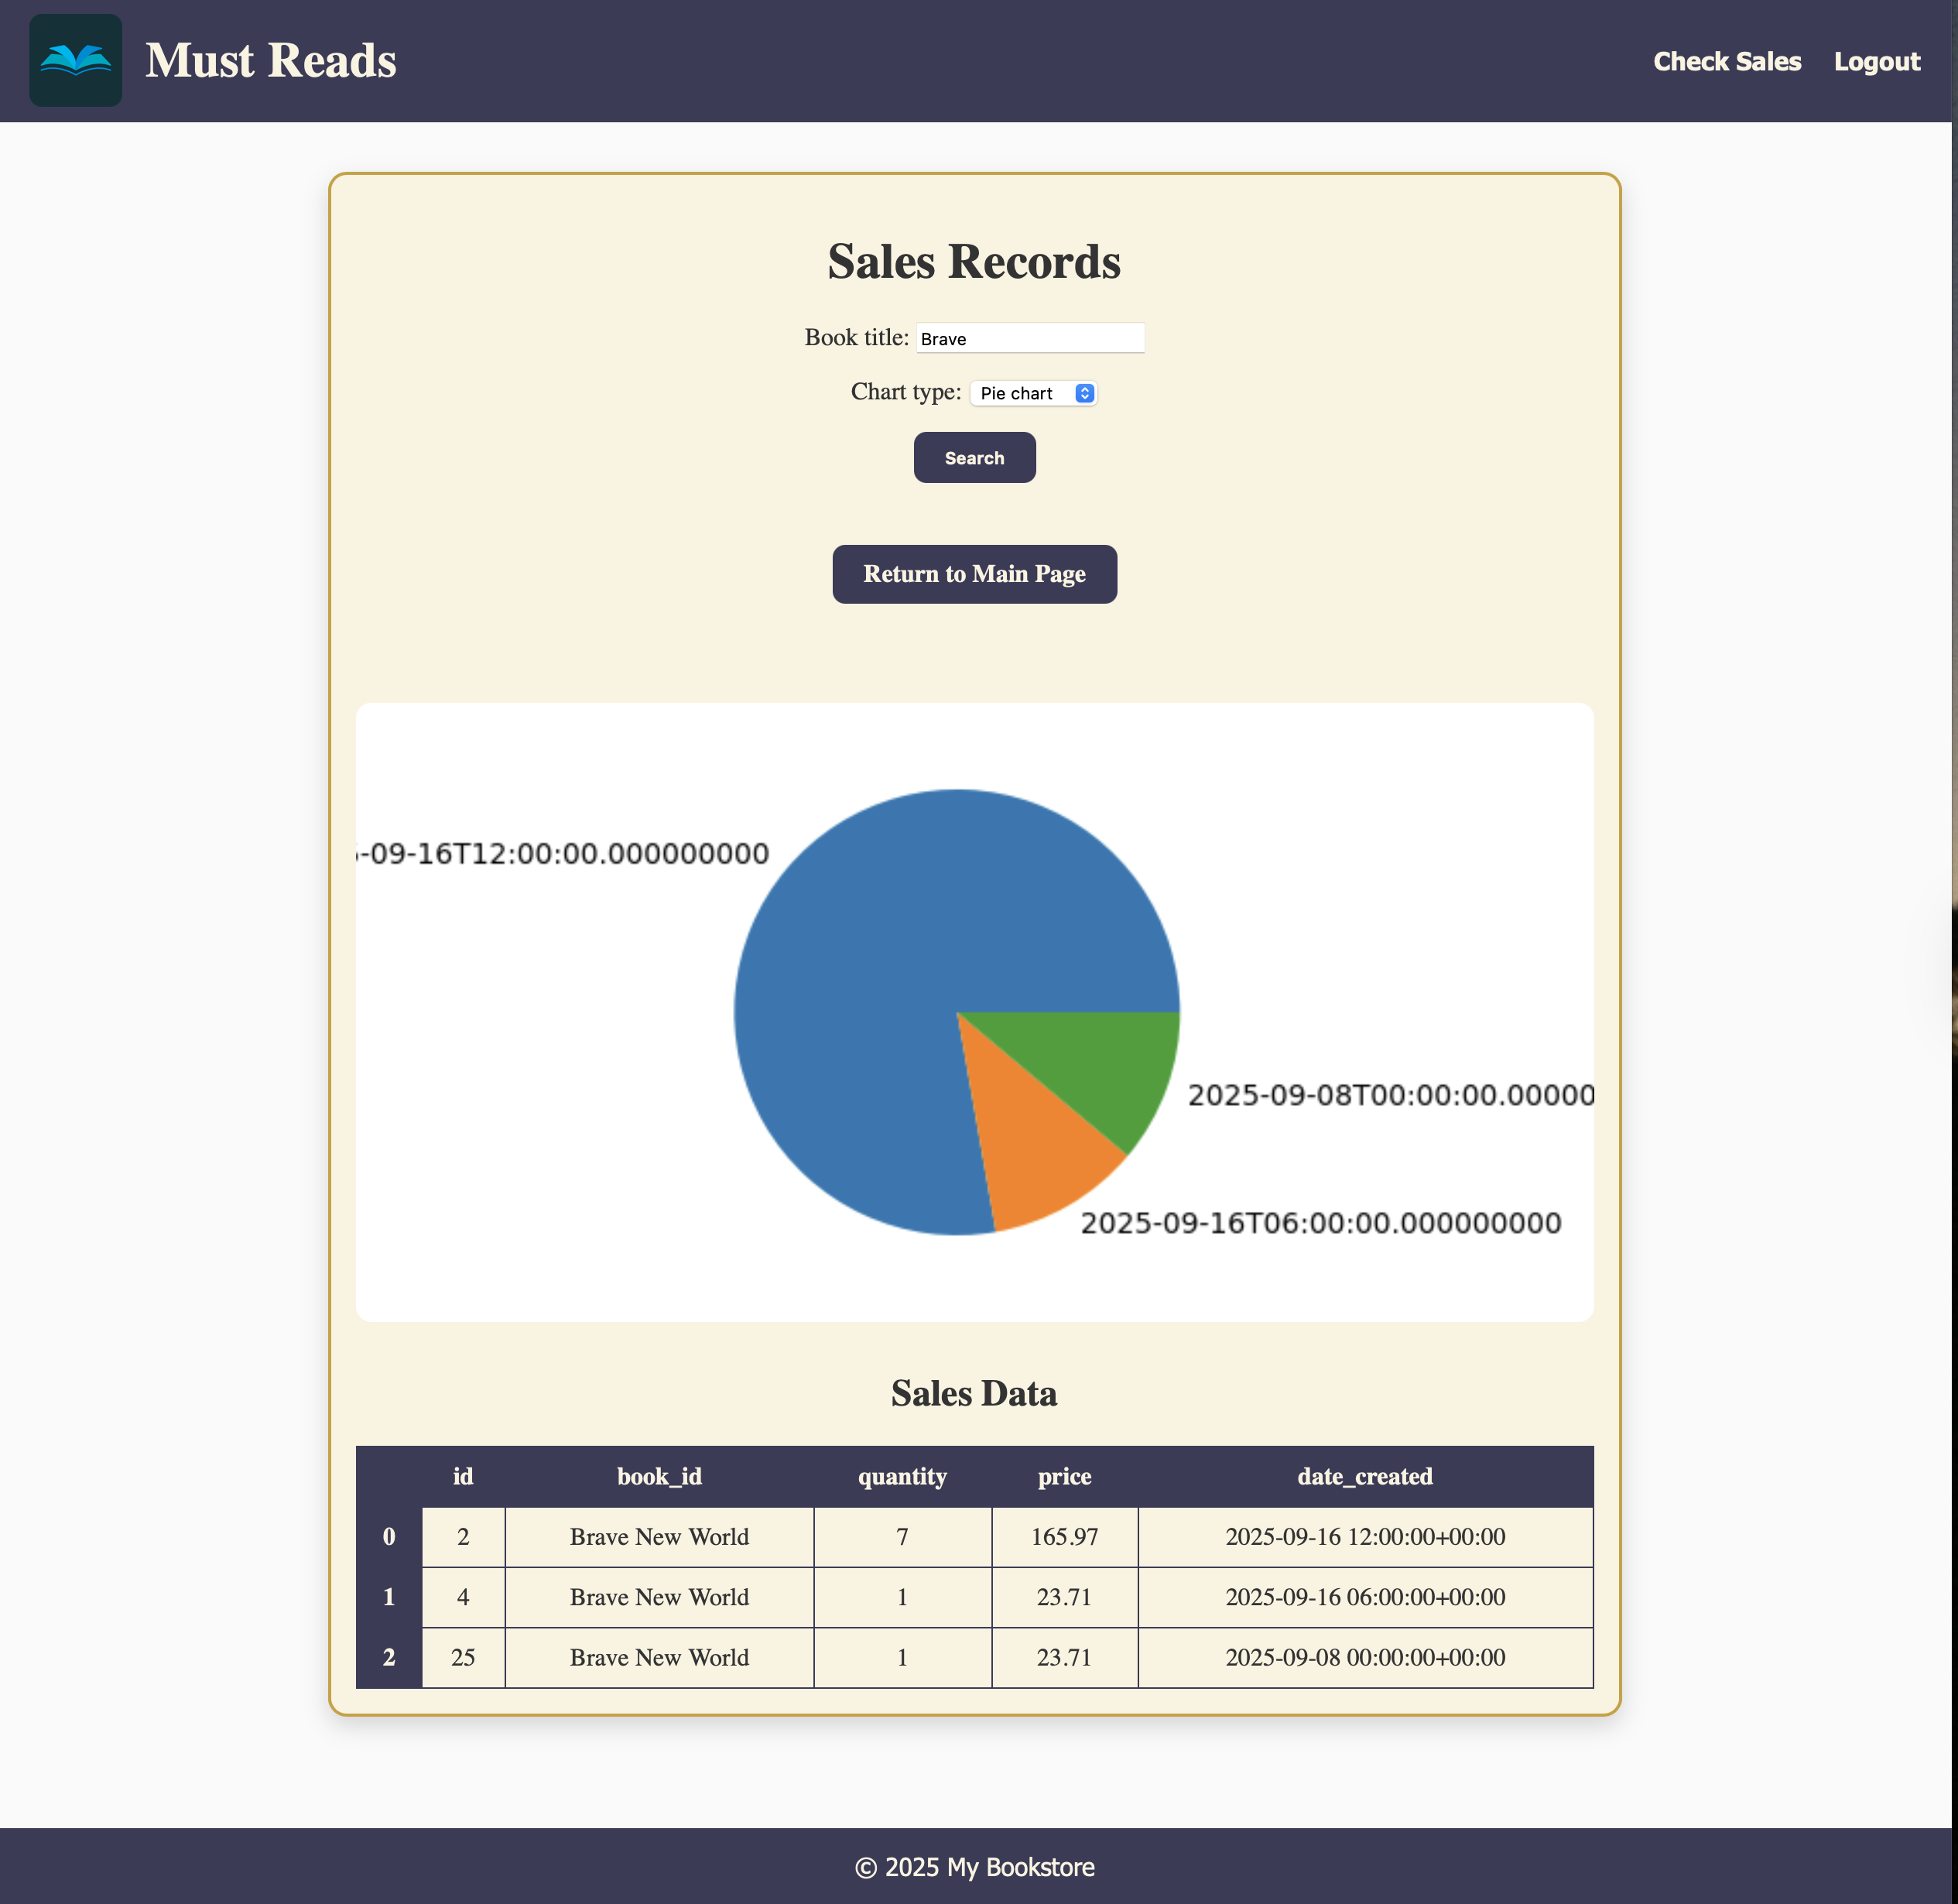 Must Reads
Check Sales Logout
Sales Records
Book title: Brave
Chart type: Pie chart
Search
Return to Main Page
-09-16T12:00:00.000000000
2025-09-08T00:00:00.00000
2025-09-16T06:00:00.000000000
Sales Data
id book_id quantity price date_created
0 2 Brave New World 7 165.97 2025-09-16 12:00:00+00:00
1 4 Brave New World 1 23.71 2025-09-16 06:00:00+00:00
2 25 Brave New World 1 23.71 2025-09-08 00:00:00+00:00
© 2025 My Bookstore